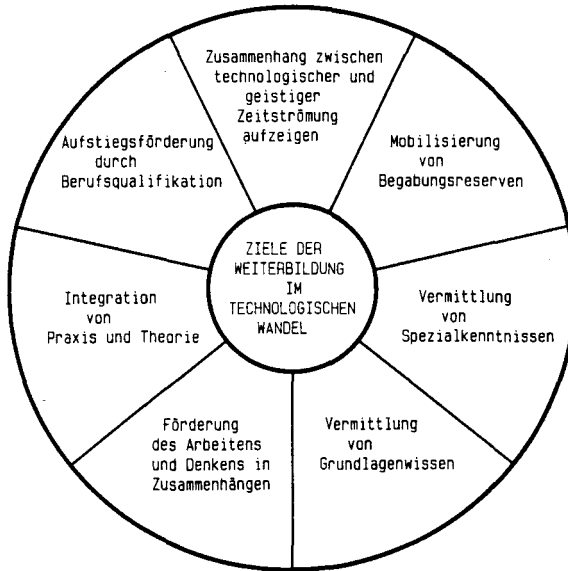 Zusammenhang zwischen
technologischer und
geistiger
Zeitströmung
aufzeigen
Mobilisierung
von
Begabungsreserven
Vermittlung
von
Spezialkenntnissen
Vermittlung
von
Grundlagenwissen
Förderung
des Arbeitens
und Denkens in
Zusammenhängen
Integration
von
Praxis und Theorie
Aufstiegsförderung
durch
Berufsqualifikation
ZIELE DER
WEITERBILDUNG
IM
TECHNOLOGISCHEN
WANDEL